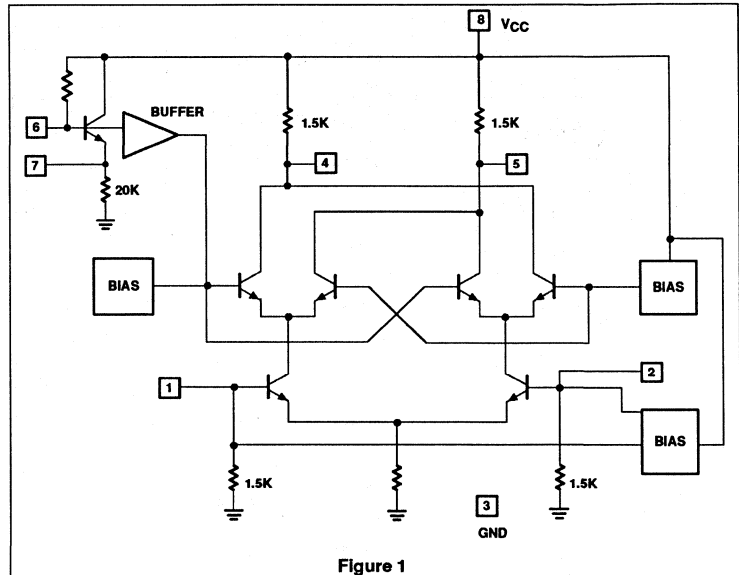 8 VCC
BUFFER
1.5K
1.5K
6
4
5
7
20K
BIAS
BIAS
1
2
BIAS
1.5K
3
1.5K
GND
Figure 1